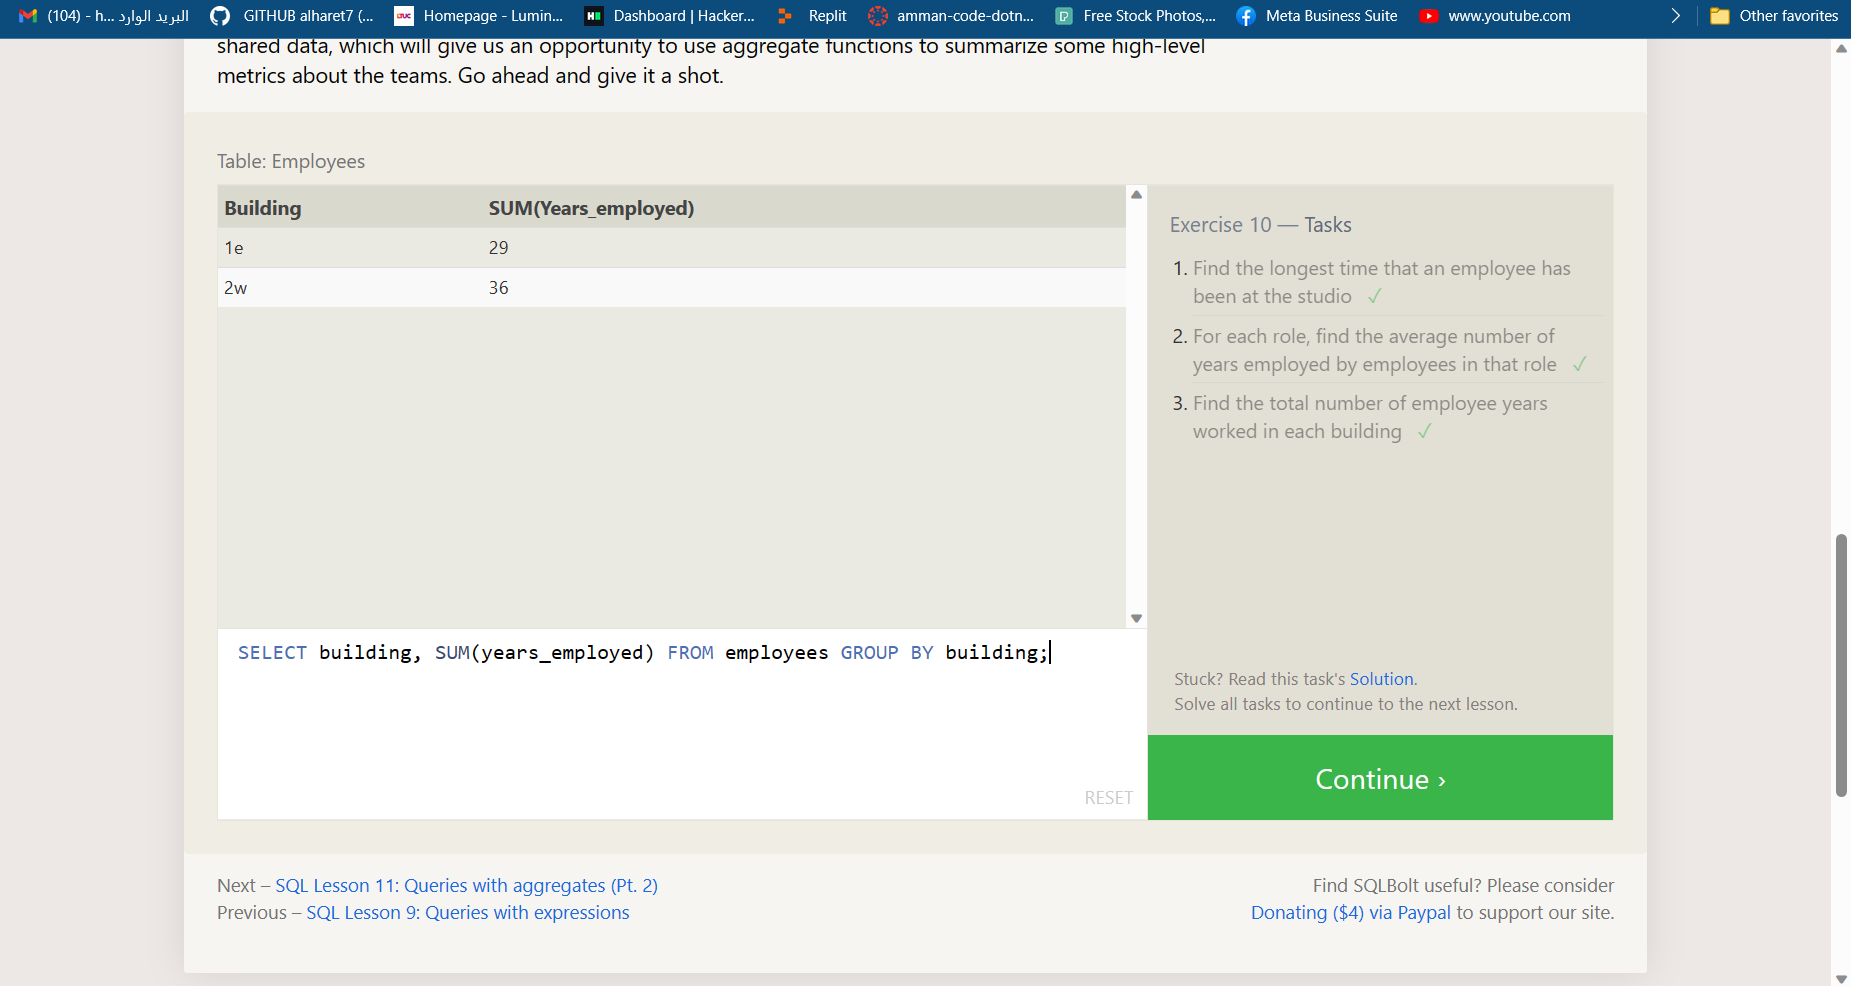 (104) - h... البريد الوارد
GITHUB alharet7 (...
LTUC
Homepage - Lumin...
Dashboard | Hacker...
Replit
amman-code-dotn...
Free Stock Photos,...
Meta Business Suite
www.youtube.com
Other favorites
shared data, which will give us an opportunity to use aggregate functions to summarize some high-level
metrics about the teams. Go ahead and give it a shot.
Table: Employees
Building SUM(Years_employed)
1e 29
2w 36
SELECT building, SUM(years_employed) FROM employees GROUP BY building;
RESET
Exercise 10 — Tasks
1. Find the longest time that an employee has
been at the studio ✓
2. For each role, find the average number of
years employed by employees in that role ✓
3. Find the total number of employee years
worked in each building ✓
Stuck? Read this task's Solution.
Solve all tasks to continue to the next lesson.
Continue ›
Next – SQL Lesson 11: Queries with aggregates (Pt. 2)
Previous – SQL Lesson 9: Queries with expressions
Find SQLBolt useful? Please consider
Donating ($4) via Paypal to support our site.